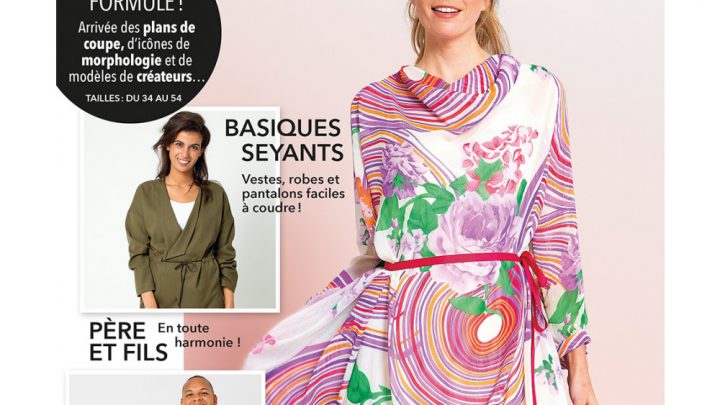 FORMULE !
Arrivée des plans de
coupe, d'icônes de
morphologie et de
modèles de créateurs...
TAILLES : DU 34 AU 54
BASIQUES
SEYANTS
Vestes, robes et
pantalons faciles
à coudre !
PÈRE
ET FILS
En toute
harmonie !